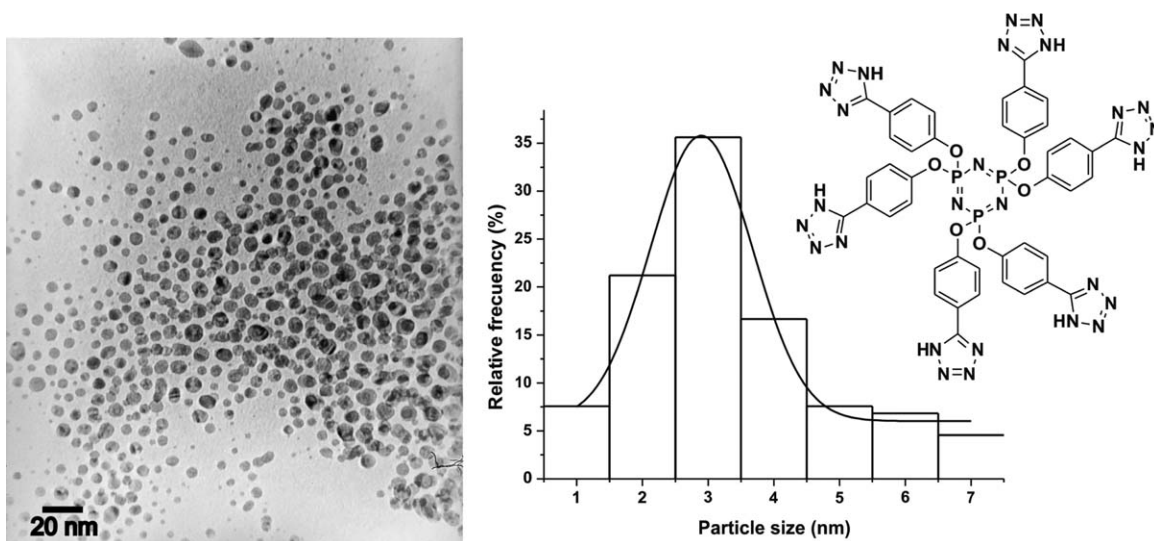 20 nm
Relative frecuency (%)
35
30
25
20
15
10
5
0
1 2 3 4 5 6 7
Particle size (nm)
N N
N NH
N NH
N N
N N
N N
H
O O
O P N P O
N N
P
O O
H
N N
N N
N N
HN N
HN N
N N